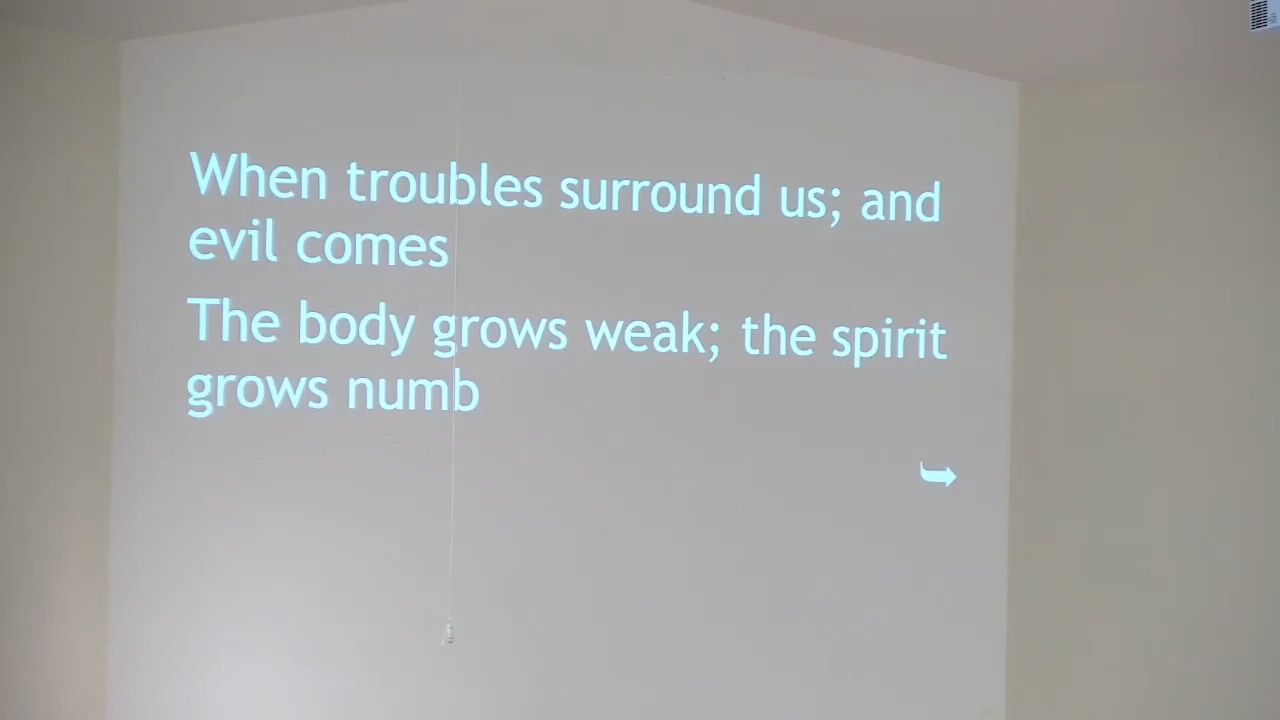 When troubles surround us; and
evil comes
The body grows weak; the spirit
grows numb